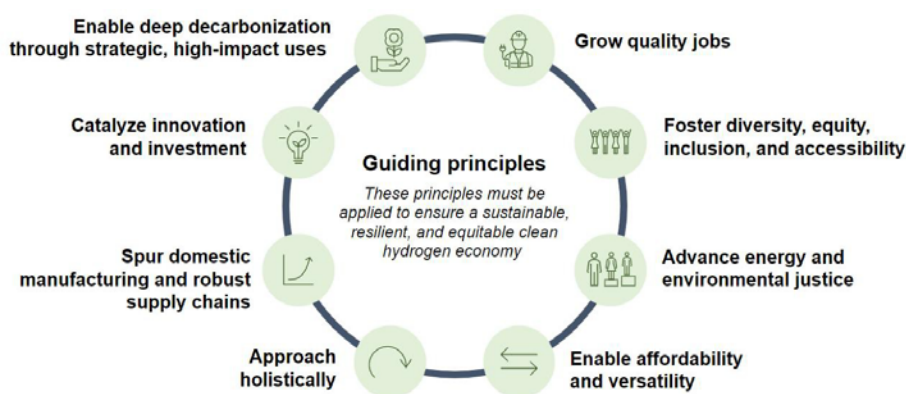 Enable deep decarbonization
through strategic, high-impact uses
Grow quality jobs
Catalyze innovation
and investment
Foster diversity, equity,
inclusion, and accessibility
Guiding principles
These principles must be
applied to ensure a sustainable,
resilient, and equitable clean
hydrogen economy
Spur domestic
manufacturing and robust
supply chains
Advance energy and
environmental justice
Approach
holistically
Enable affordability
and versatility